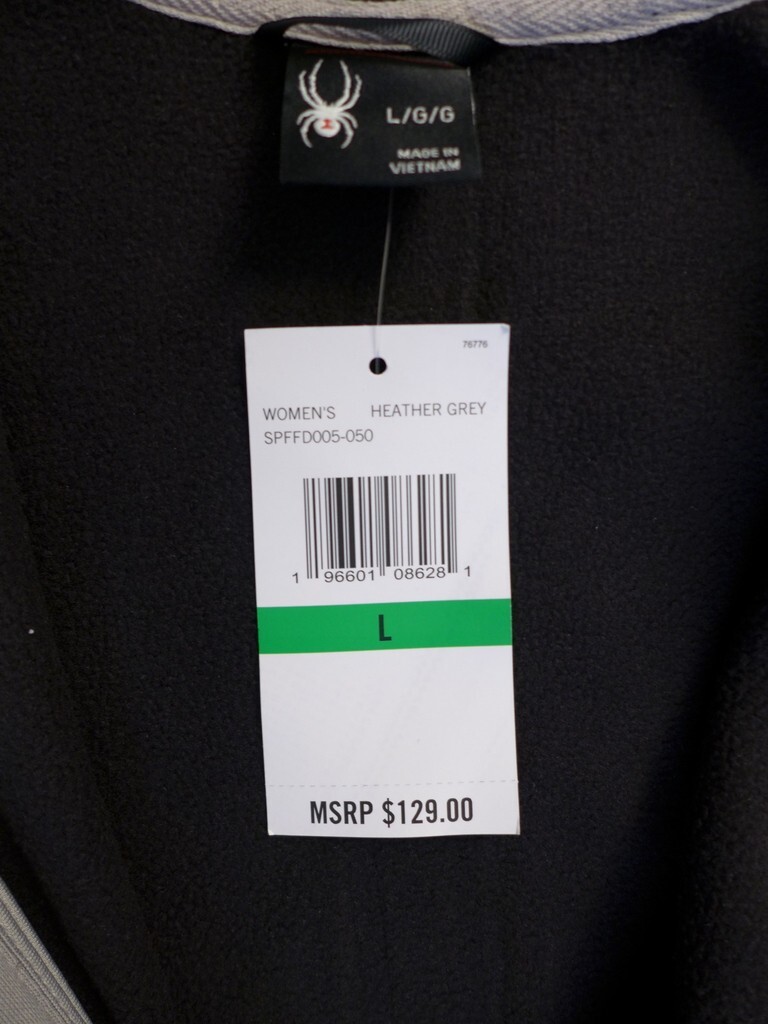 L/G/G
MADE IN
VIETNAM
76776
WOMEN'S HEATHER GREY
SPFFD005-050
1 96601 08628 1
L
MSRP $129.00